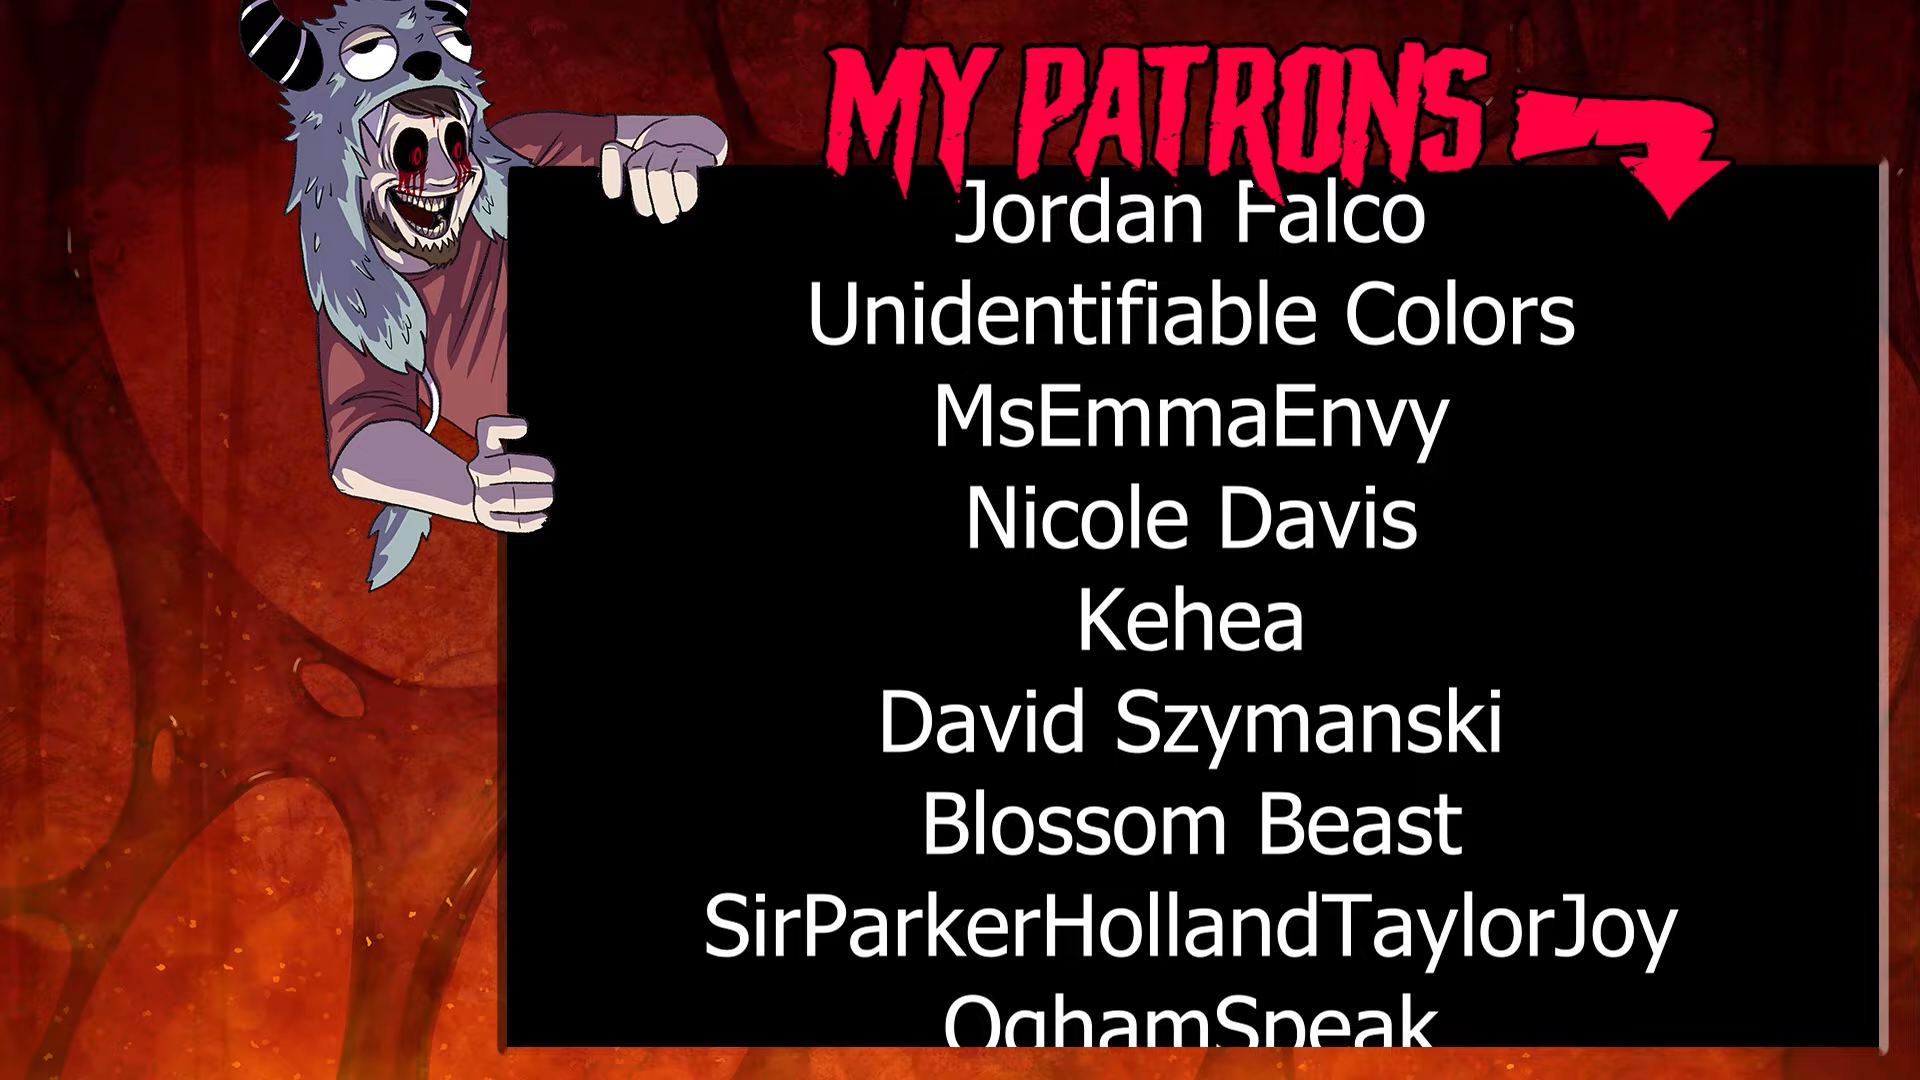 MY PATRONS
Jordan Falco
Unidentifiable Colors
MsEmmaEnvy
Nicole Davis
Kehea
David Szymanski
Blossom Beast
SirParkerHollandTaylorJoy
OghamSpeak